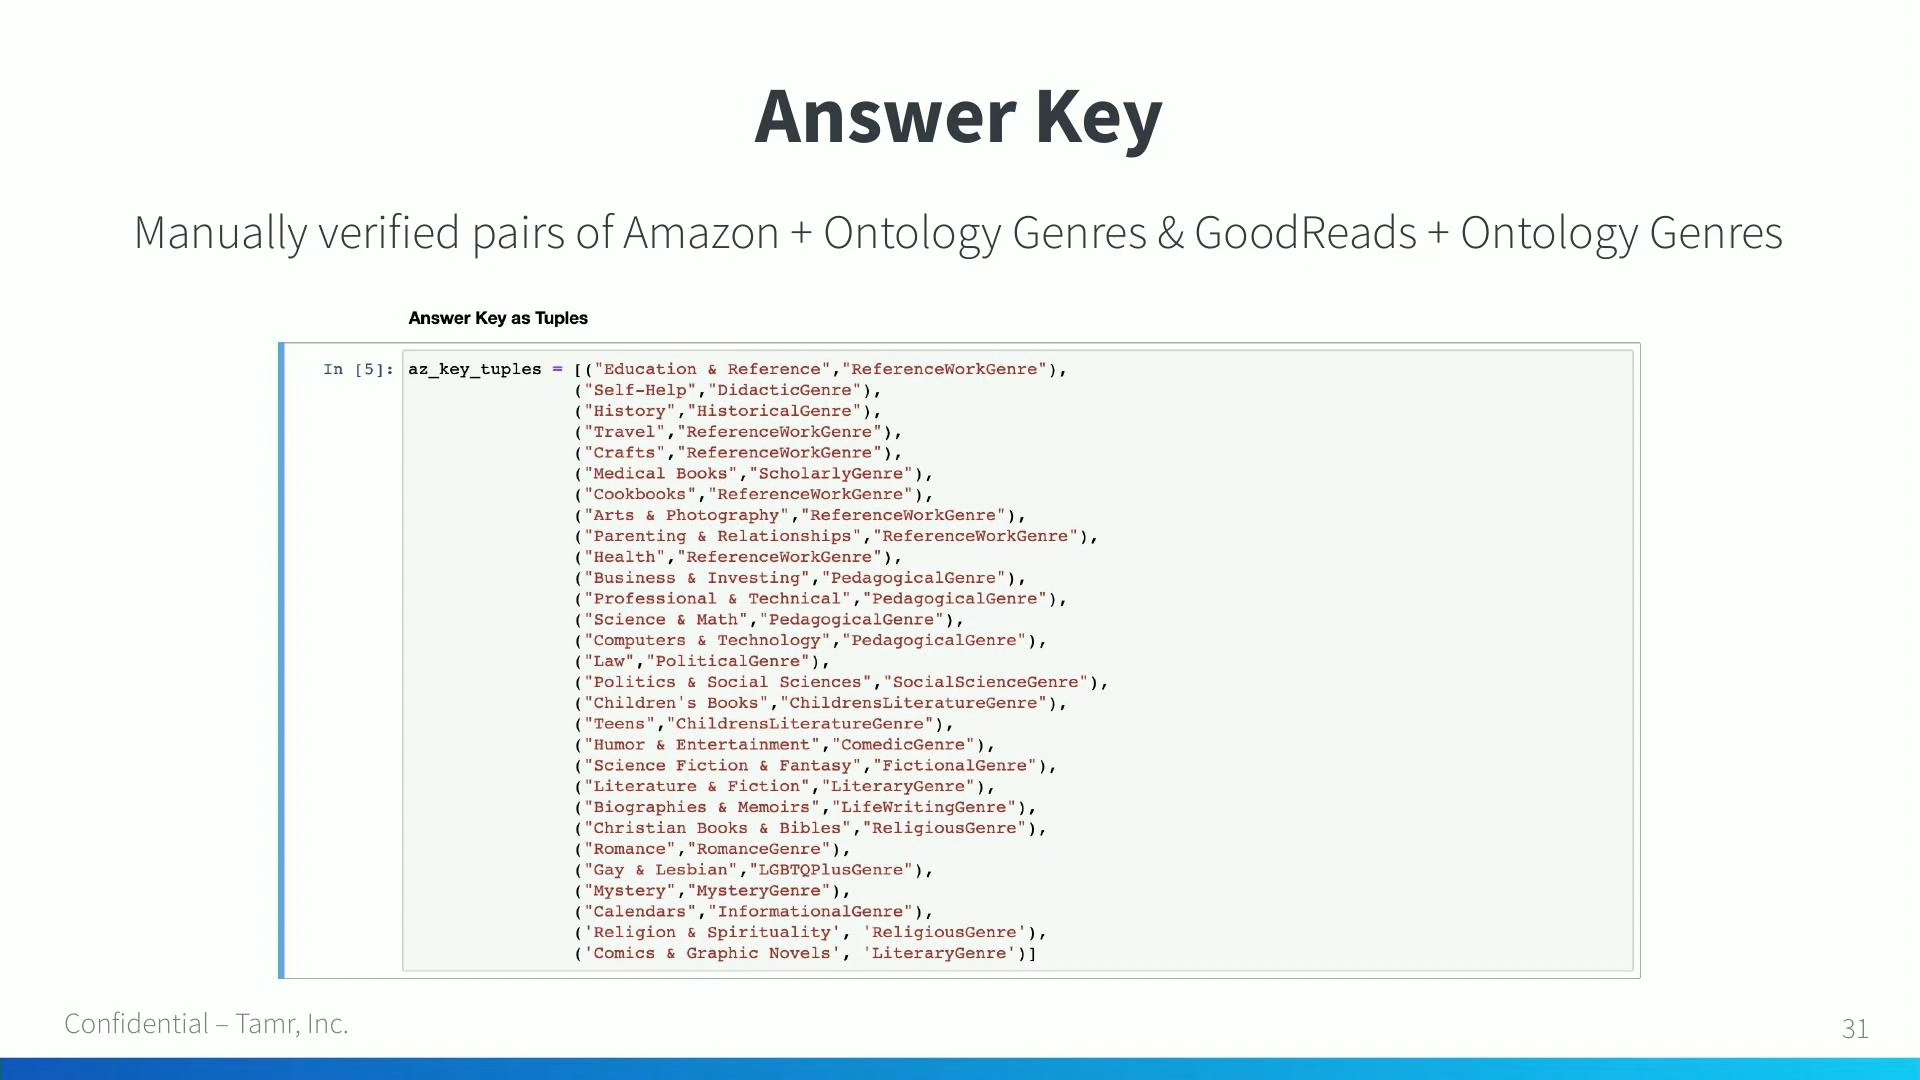 Answer Key
Manually verified pairs of Amazon + Ontology Genres & GoodReads + Ontology Genres
Answer Key as Tuples
In [5]: az_key_tuples = [("Education & Reference","ReferenceWorkGenre"),
("Self-Help","DidacticGenre"),
("History","HistoricalGenre"),
("Travel","ReferenceWorkGenre"),
("Crafts","ReferenceWorkGenre"),
("Medical Books","ScholarlyGenre"),
("Cookbooks","ReferenceWorkGenre"),
("Arts & Photography","ReferenceWorkGenre"),
("Parenting & Relationships","ReferenceWorkGenre"),
("Health","ReferenceWorkGenre"),
("Business & Investing","PedagogicalGenre"),
("Professional & Technical","PedagogicalGenre"),
("Science & Math","PedagogicalGenre"),
("Computers & Technology","PedagogicalGenre"),
("Law","PoliticalGenre"),
("Politics & Social Sciences","SocialScienceGenre"),
("Children's Books","ChildrensLiteratureGenre"),
("Teens","ChildrensLiteratureGenre"),
("Humor & Entertainment","ComedicGenre"),
("Science Fiction & Fantasy","FictionalGenre"),
("Literature & Fiction","LiteraryGenre"),
("Biographies & Memoirs","LifeWritingGenre"),
("Christian Books & Bibles","ReligiousGenre"),
("Romance","RomanceGenre"),
("Gay & Lesbian","LGBTQPlusGenre"),
("Mystery","MysteryGenre"),
("Calendars","InformationalGenre"),
('Religion & Spirituality', 'ReligiousGenre'),
('Comics & Graphic Novels', 'LiteraryGenre')]
Confidential – Tamr, Inc.
31